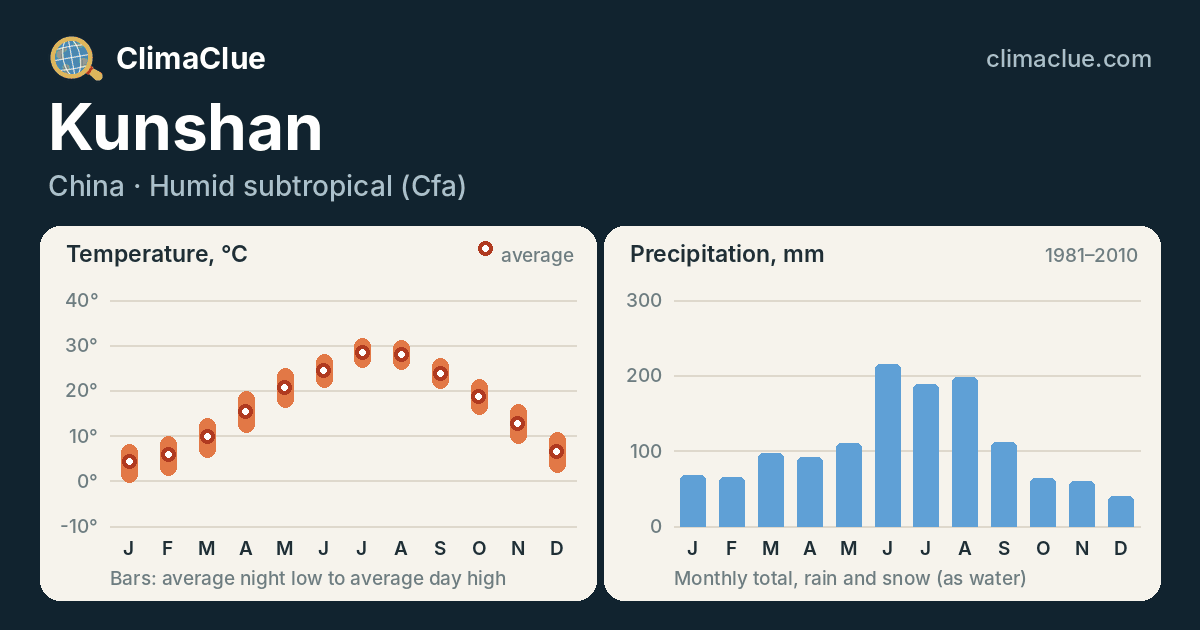 ClimaClue
climaclue.com
Kunshan
China · Humid subtropical (Cfa)
Temperature, °C
average
40°
30°
20°
10°
0°
-10°
J F M A M J J A S O N D
Bars: average night low to average day high
Precipitation, mm
1981–2010
300
200
100
0
J F M A M J J A S O N D
Monthly total, rain and snow (as water)